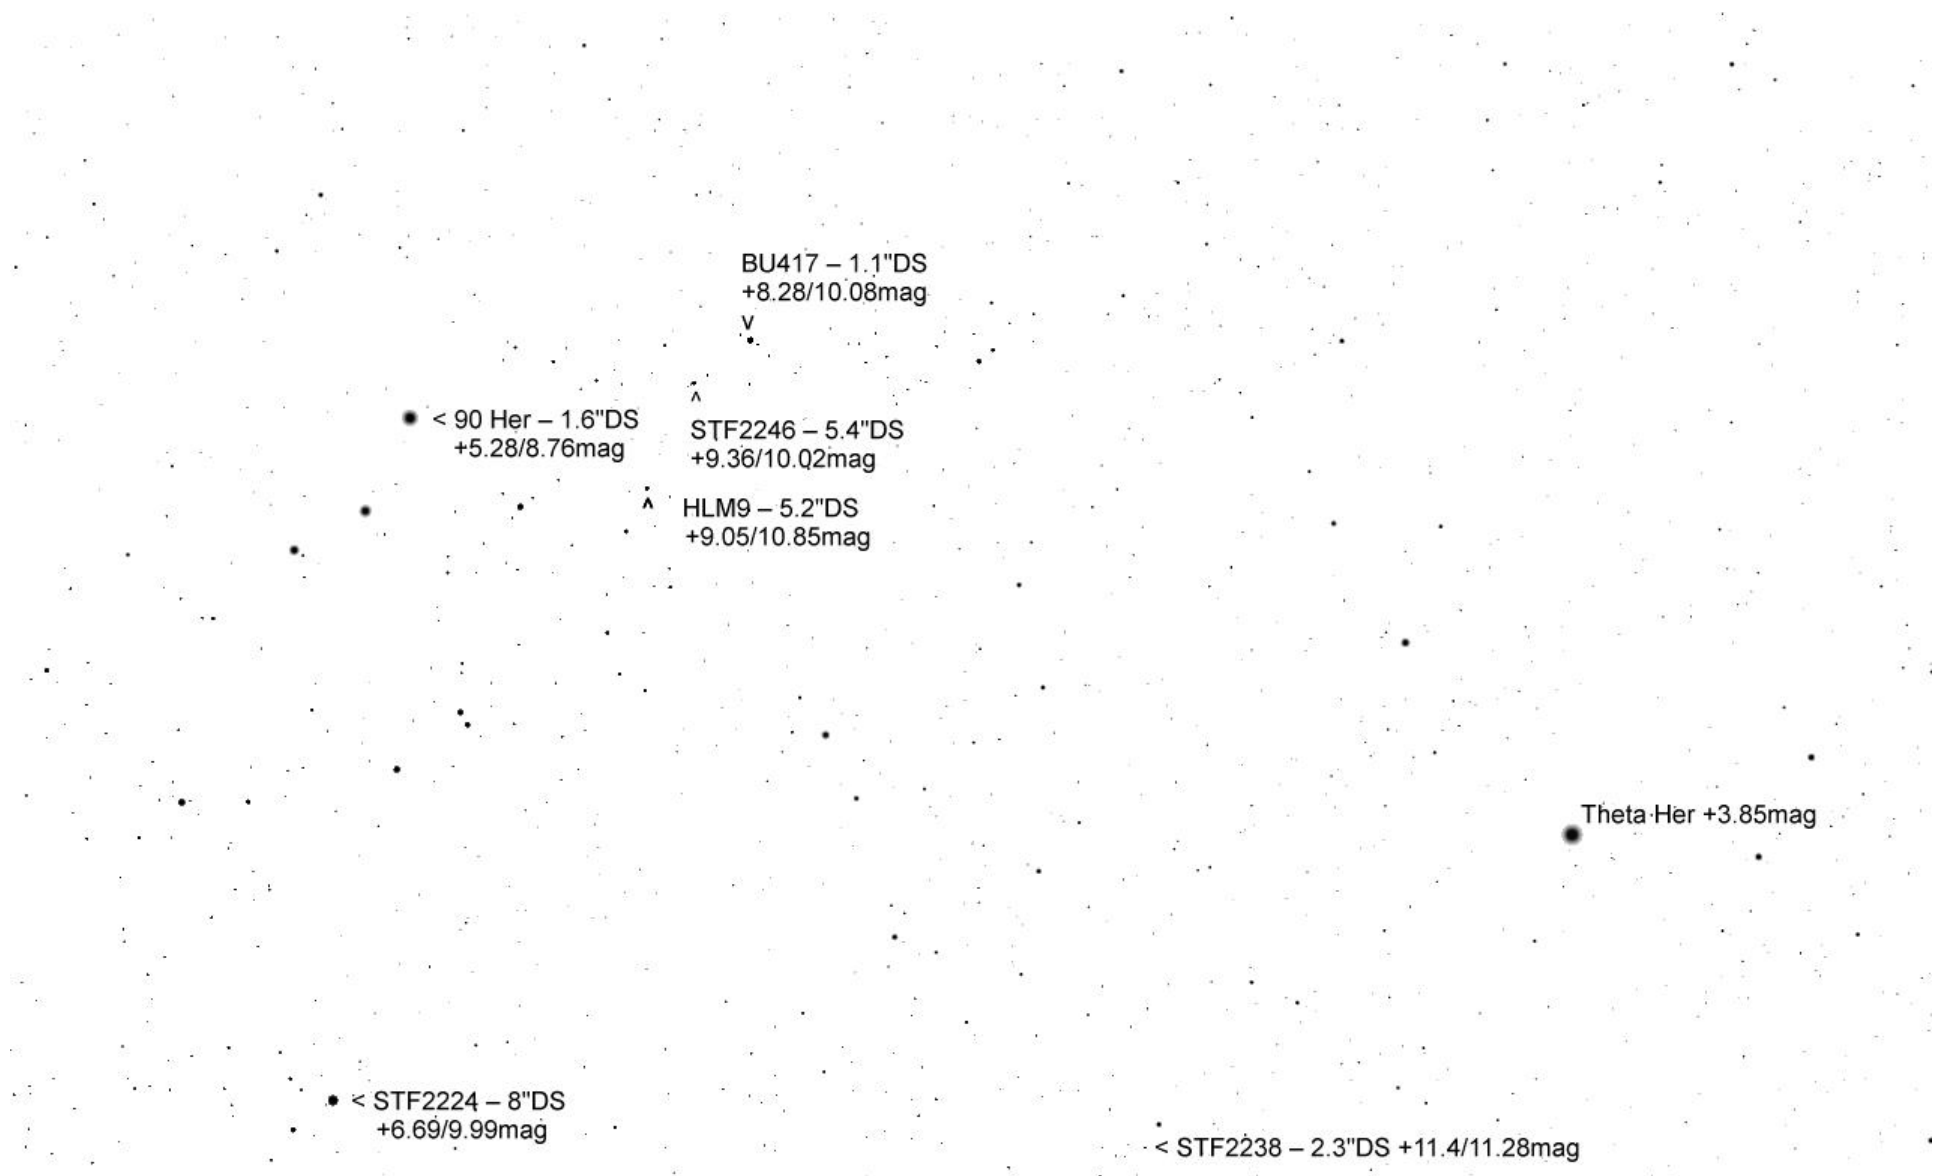 BU417 – 1.1"DS
+8.28/10.08mag
v
^
< 90 Her – 1.6"DS
+5.28/8.76mag
STF2246 – 5.4"DS
+9.36/10.02mag
^ HLM9 – 5.2"DS
+9.05/10.85mag
Theta Her +3.85mag
< STF2224 – 8"DS
+6.69/9.99mag
< STF2238 – 2.3"DS +11.4/11.28mag